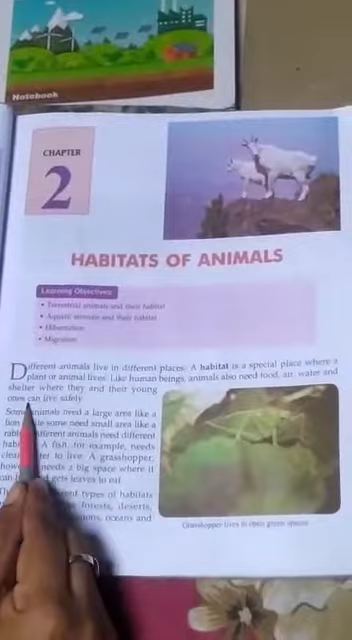 Notebook
CHAPTER
2
HABITATS OF ANIMALS
Learning Objectives
• Terrestrial animals and their habitat
• Aquatic animals and their habitat
• Hibernation
• Migration
Different animals live in different places. A habitat is a special place where a
plant or animal lives. Like human beings, animals also need food, air, water and
shelter where they and their young
ones can live safely.
Some animals need a large area like a
some need small area like a
different animals need different
A fish, for example, needs
to live. A grasshopper,
needs a big space where it
can gets leaves to eat.
types of habitats
forests, deserts,
oceans and
Grasshopper lives in open green spaces